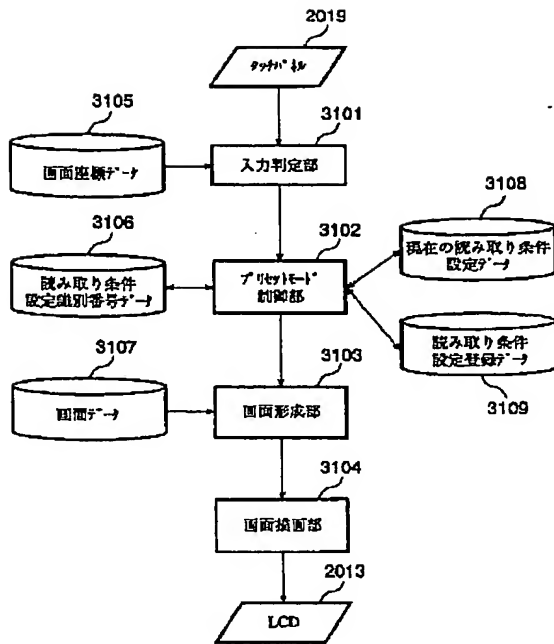 2019
タッチパネル
3105
3101
画面座標データ
入力判定部
3108
3106
3102
現在の読み取り条件
設定データ
読み取り条件
設定識別番号データ
プリセットモード
制御部
3107
3103
読み取り条件
設定登録データ
3109
画面データ
画面形成部
3104
画面描画部
2013
LCD